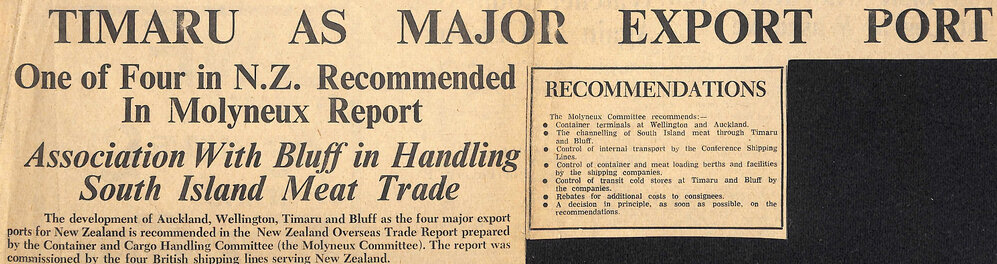 TIMARU AS MAJOR EXPORT PORT
One of Four in N.Z. Recommended
In Molyneux Report
Association With Bluff in Handling
South Island Meat Trade
The development of Auckland, Wellington, Timaru and Bluff as the four major export
ports for New Zealand is recommended in the New Zealand Overseas Trade Report prepared
by the Container and Cargo Handling Committee (the Molyneux Committee). The report was
commissioned by the four British shipping lines serving New Zealand.
RECOMMENDATIONS
The Molyneux Committee recommends:—
● Container terminals at Wellington and Auckland.
● The channelling of South Island meat through Timaru
and Bluff.
● Control of internal transport by the Conference Shipping
Lines.
● Control of container and meat loading berths and facilities
by the shipping companies.
● Control of transit cold stores at Timaru and Bluff by
the companies.
● Rebates for additional costs to consignees.
● A decision in principle, as soon as possible, on the
recommendations.